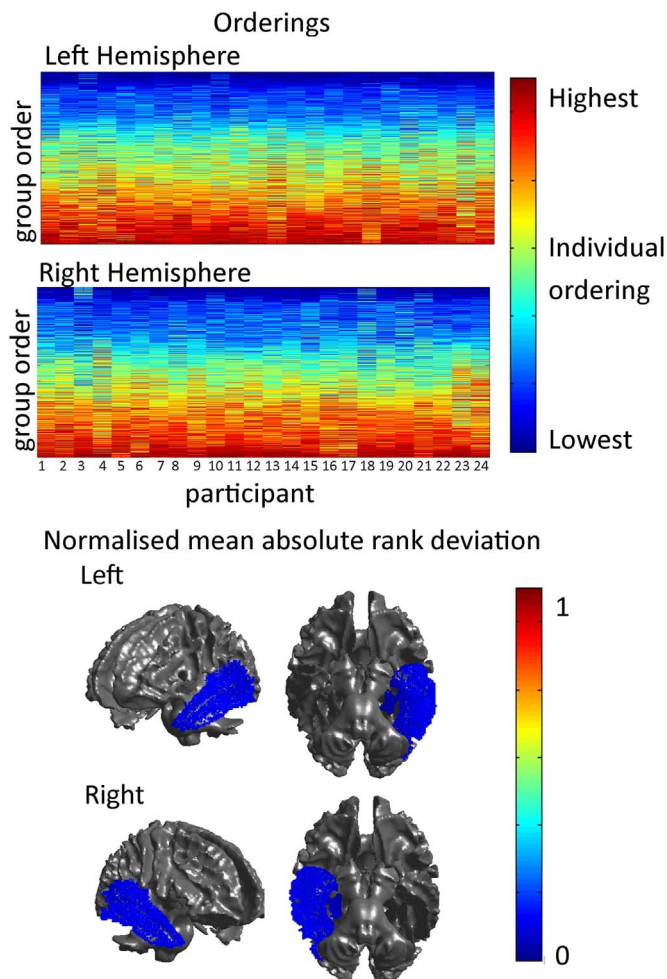 Orderings
Left Hemisphere
group order
Right Hemisphere
group order
1 2 3 4 5 6 7 8 9 10 11 12 13 14 15 16 17 18 19 20 21 22 23 24
participant
Highest
Individual
ordering
Lowest
Normalised mean absolute rank deviation
Left
Right
1
0